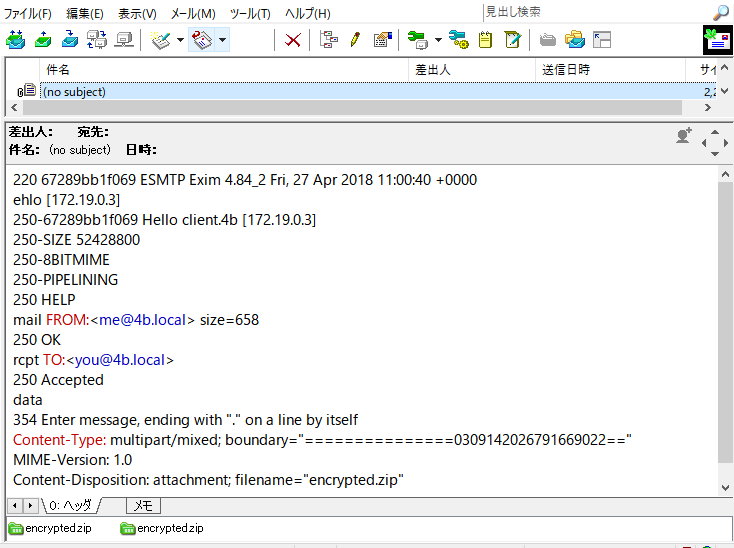 ファイル(F) 編集(E) 表示(V) メール(M) ツール(T) ヘルプ(H) 見出し検索
件名 差出人 送信日時 サイ
(no subject) 2,2
差出人: 宛先:
件名: (no subject) 日時:
220 67289bb1f069 ESMTP Exim 4.84_2 Fri, 27 Apr 2018 11:00:40 +0000
ehlo [172.19.0.3]
250-67289bb1f069 Hello client.4b [172.19.0.3]
250-SIZE 52428800
250-8BITMIME
250-PIPELINING
250 HELP
mail FROM:<me@4b.local> size=658
250 OK
rcpt TO:<you@4b.local>
250 Accepted
data
354 Enter message, ending with "." on a line by itself
Content-Type: multipart/mixed; boundary="===============0309142026791669022=="
MIME-Version: 1.0
Content-Disposition: attachment; filename="encrypted.zip"
0: ヘッダ メモ
encrypted.zip encrypted.zip